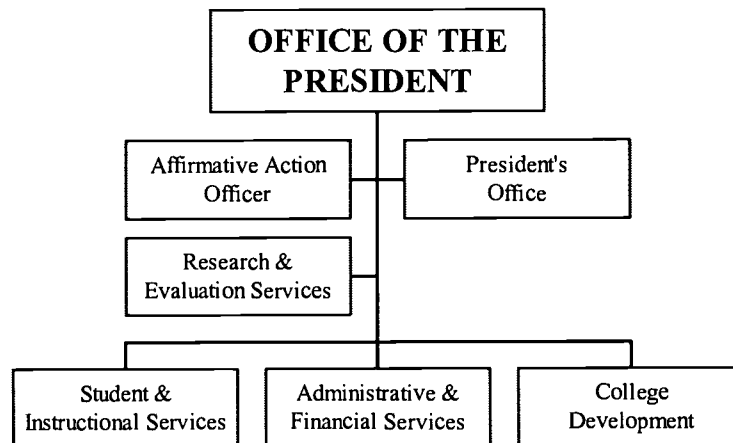 OFFICE OF THE
PRESIDENT
Affirmative Action
Officer
President's
Office
Research &
Evaluation Services
Student &
Instructional Services
Administrative &
Financial Services
College
Development